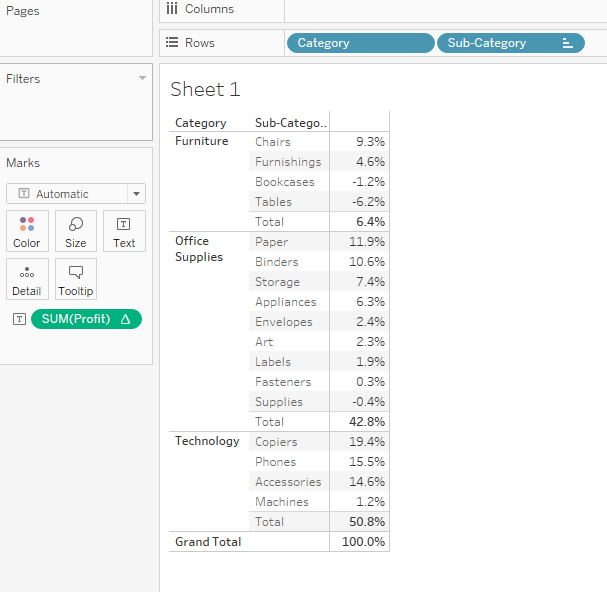 Pages
Columns
Rows
Category
Sub-Category
Filters
Sheet 1
Category Sub-Catego..
Furniture Chairs 9.3%
Furnishings 4.6%
Bookcases -1.2%
Tables -6.2%
Total 6.4%
Office Supplies Paper 11.9%
Binders 10.6%
Storage 7.4%
Appliances 6.3%
Envelopes 2.4%
Art 2.3%
Labels 1.9%
Fasteners 0.3%
Supplies -0.4%
Total 42.8%
Technology Copiers 19.4%
Phones 15.5%
Accessories 14.6%
Machines 1.2%
Total 50.8%
Grand Total 100.0%
Marks
T Automatic
Color Size T Text
Detail Tooltip
T SUM(Profit) Δ